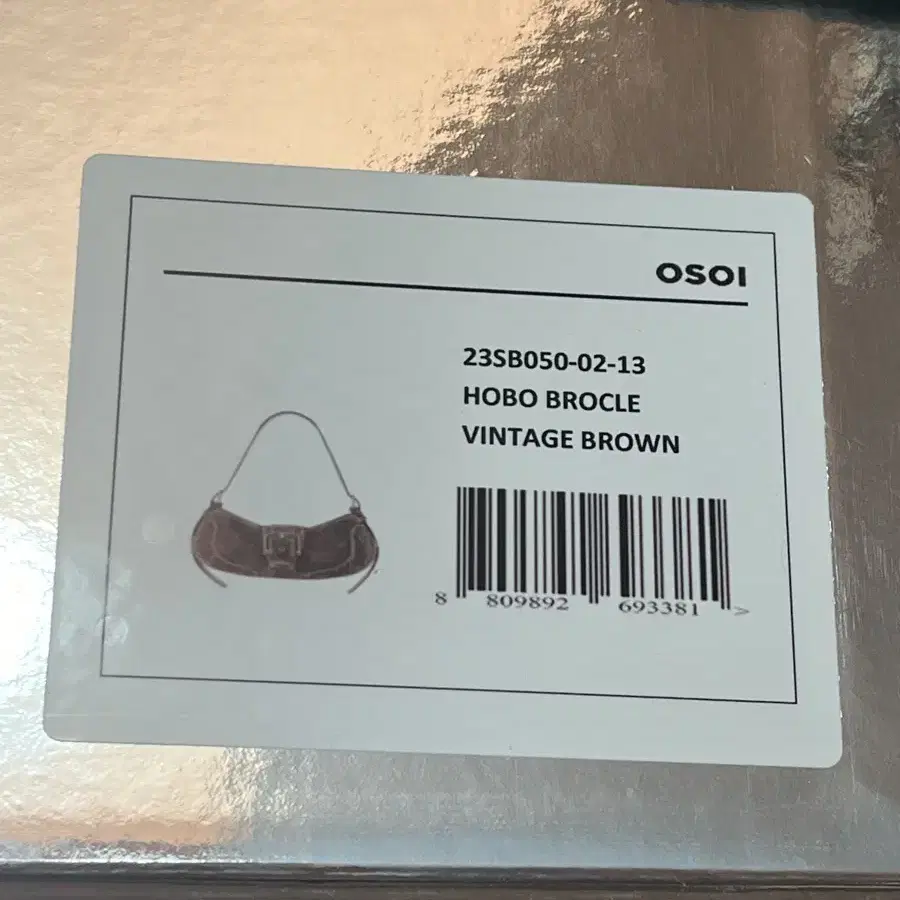 OSOI
23SB050-02-13
HOBO BROCLE
VINTAGE BROWN
8 809892 693381 >